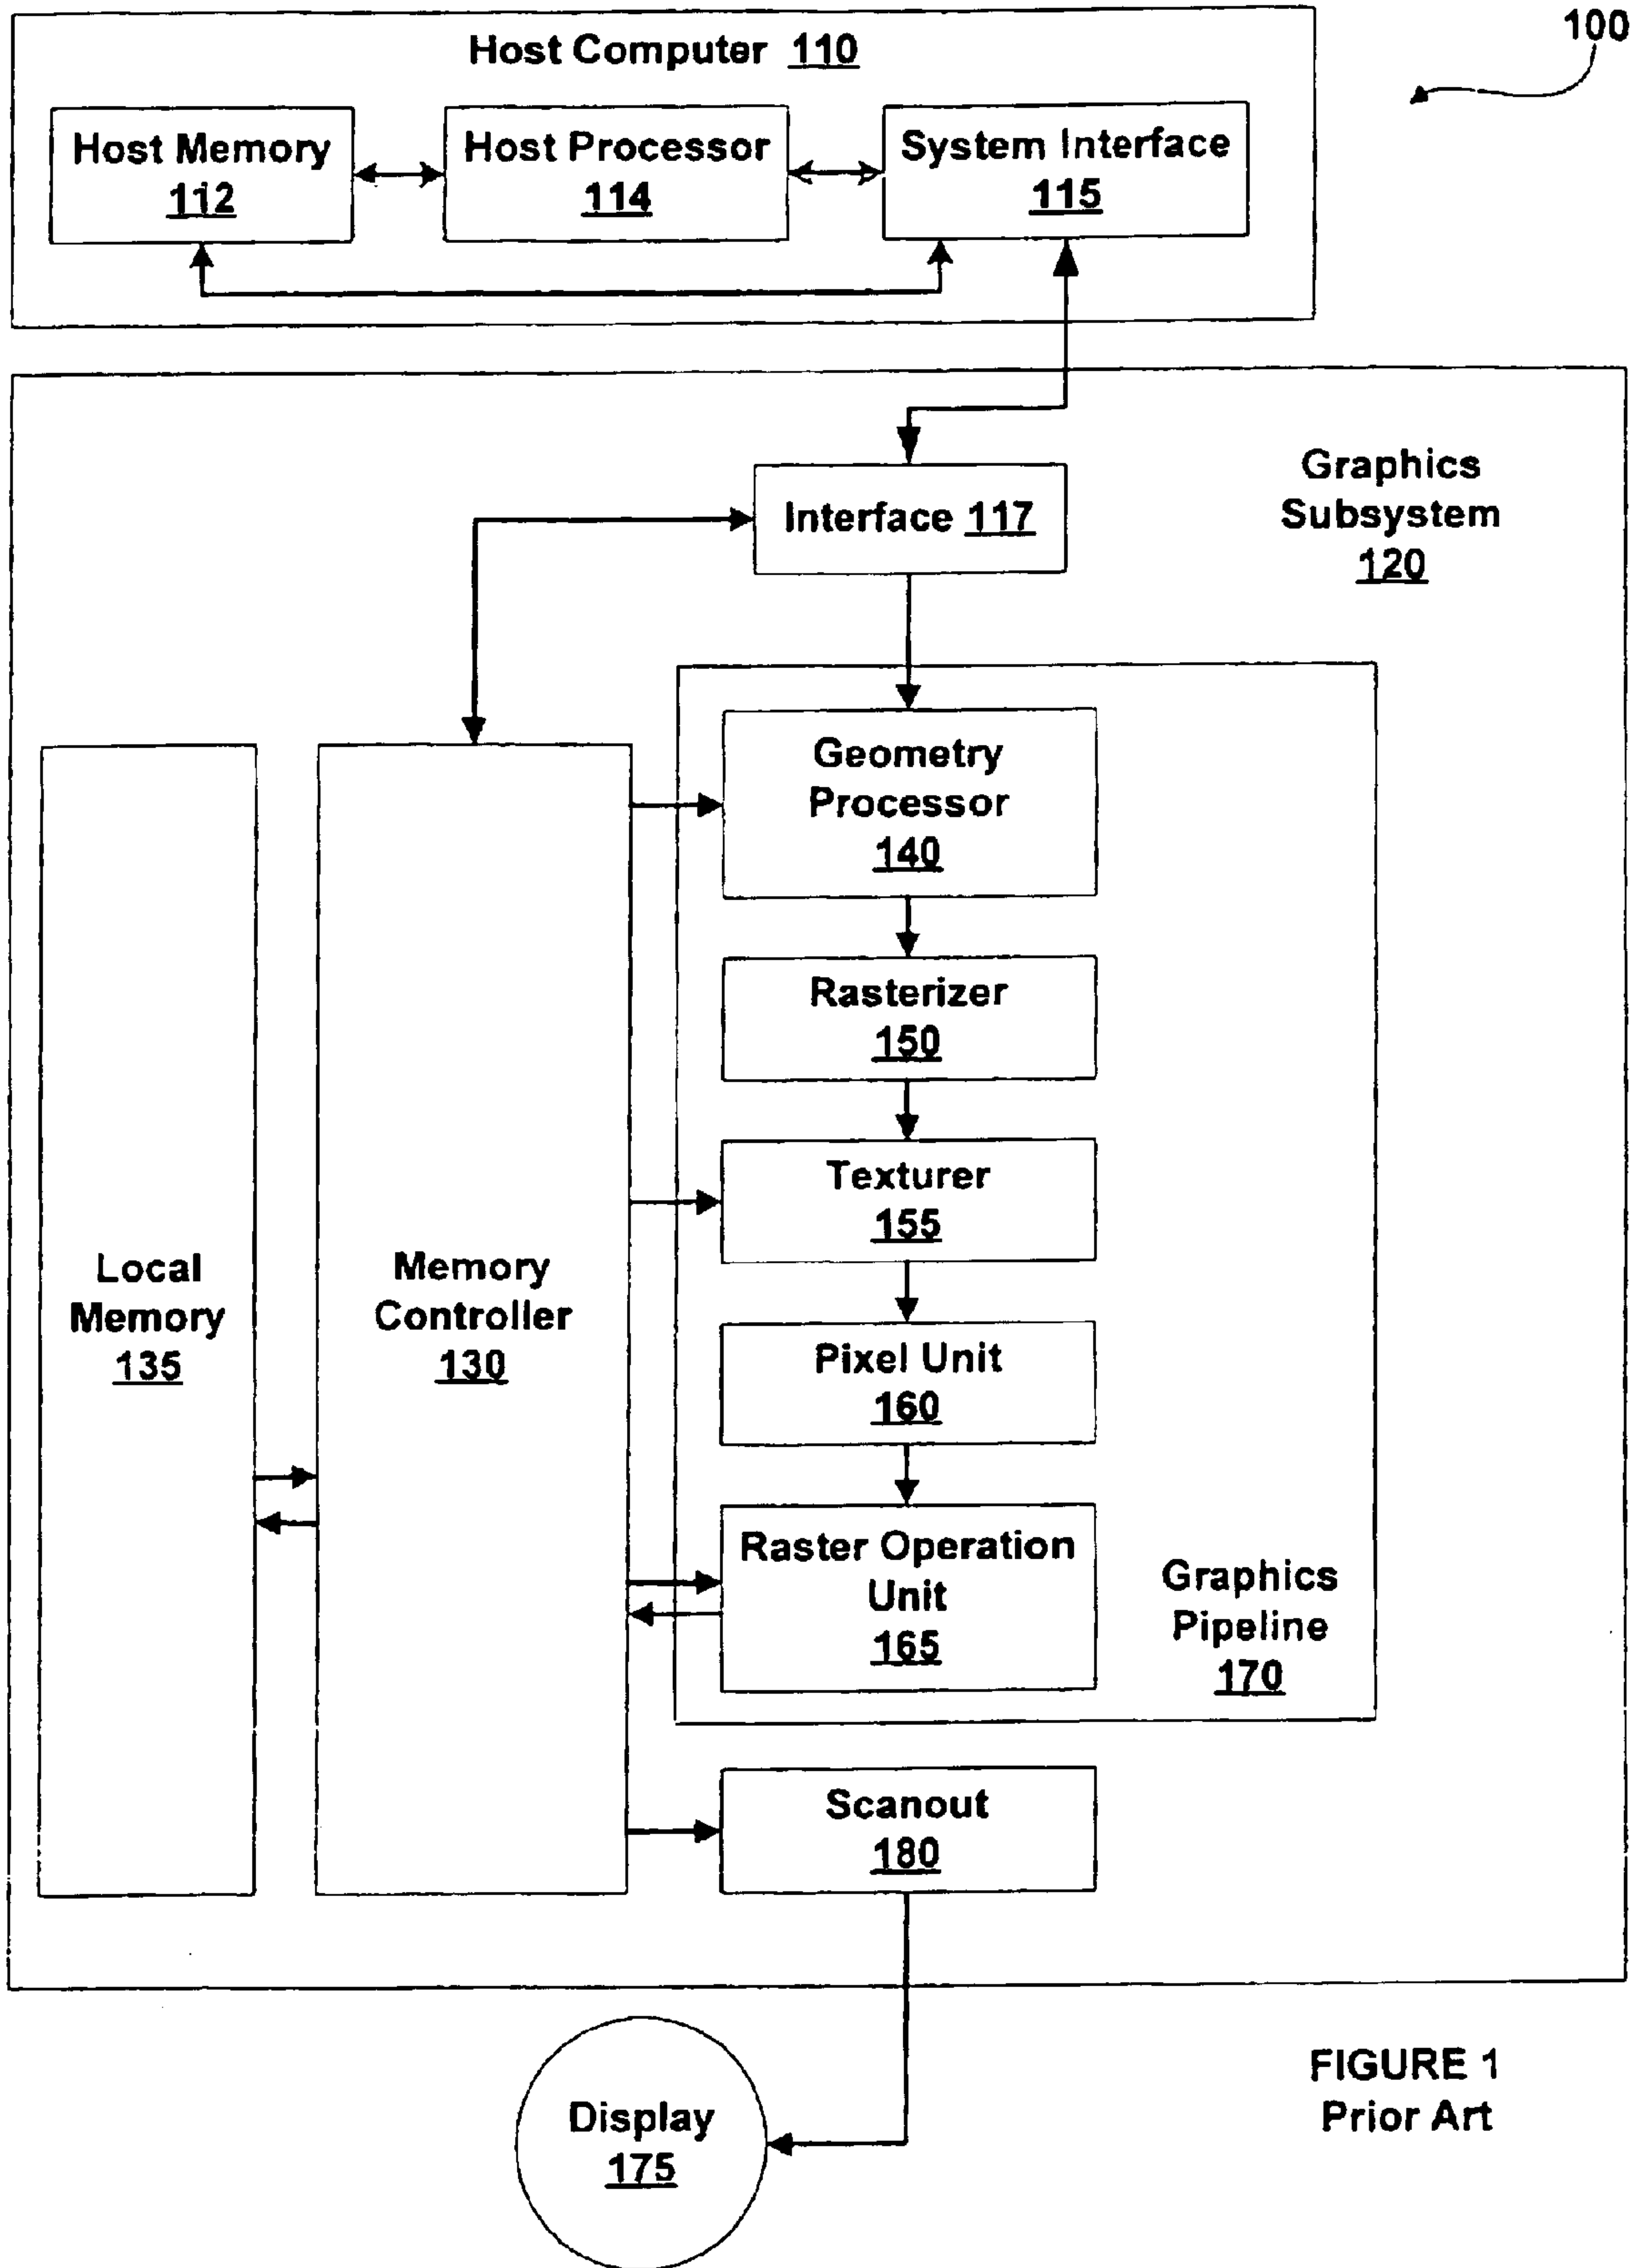 100
Host Computer 110
Host Memory
112
Host Processor
114
System Interface
115
Graphics
Subsystem
120
Interface 117
Geometry
Processor
140
Rasterizer
150
Texturer
155
Local
Memory
135
Memory
Controller
130
Pixel Unit
160
Raster Operation
Unit
165
Graphics
Pipeline
170
Scanout
180
Display
175
FIGURE 1
Prior Art